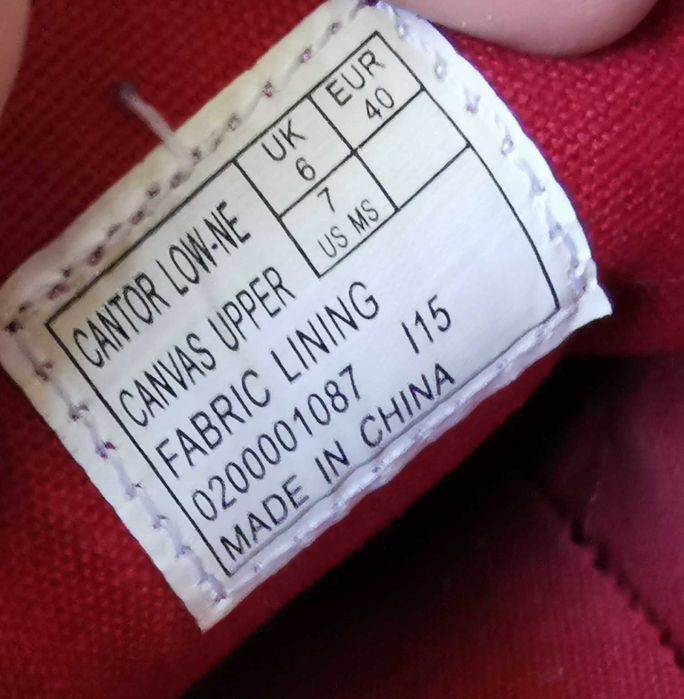 UK
6
EUR
40
7
US MS
CANTOR LOW-NE
CANVAS UPPER
FABRIC LINING
0200001087 I15
MADE IN CHINA